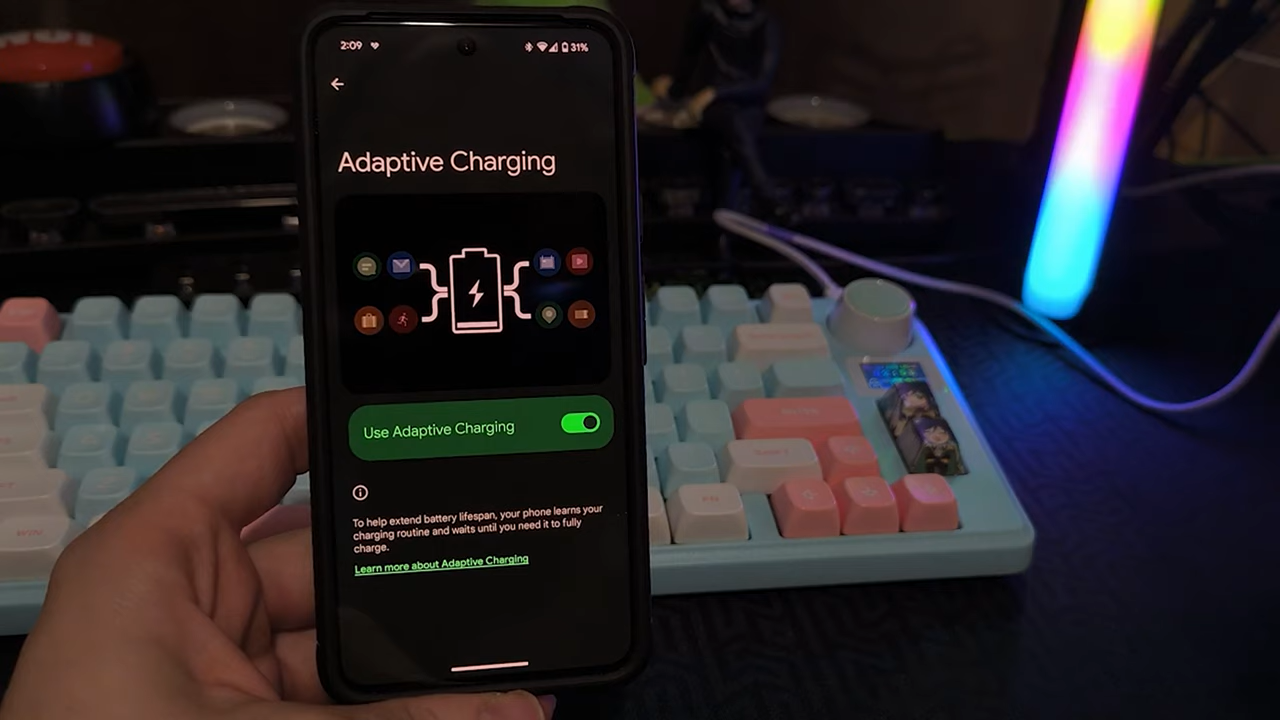 2:09
31%
Adaptive Charging
Use Adaptive Charging
To help extend battery lifespan, your phone learns your
charging routine and waits until you need it to fully
charge.
Learn more about Adaptive Charging